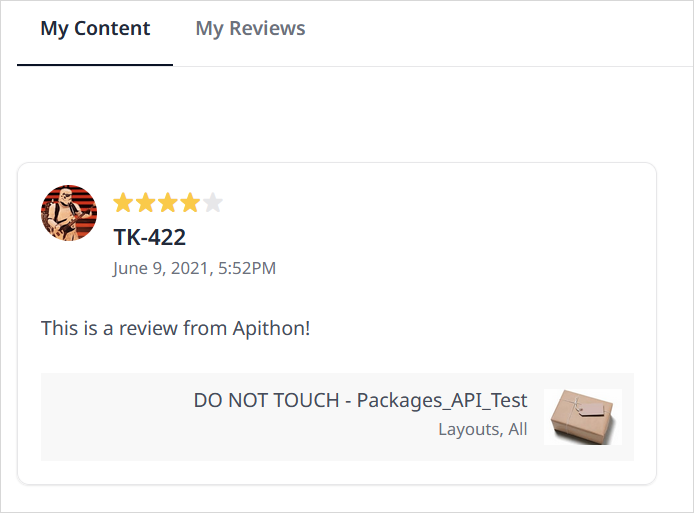 My Content My Reviews
TK-422
June 9, 2021, 5:52PM
This is a review from Apithon!
DO NOT TOUCH - Packages_API_Test
Layouts, All